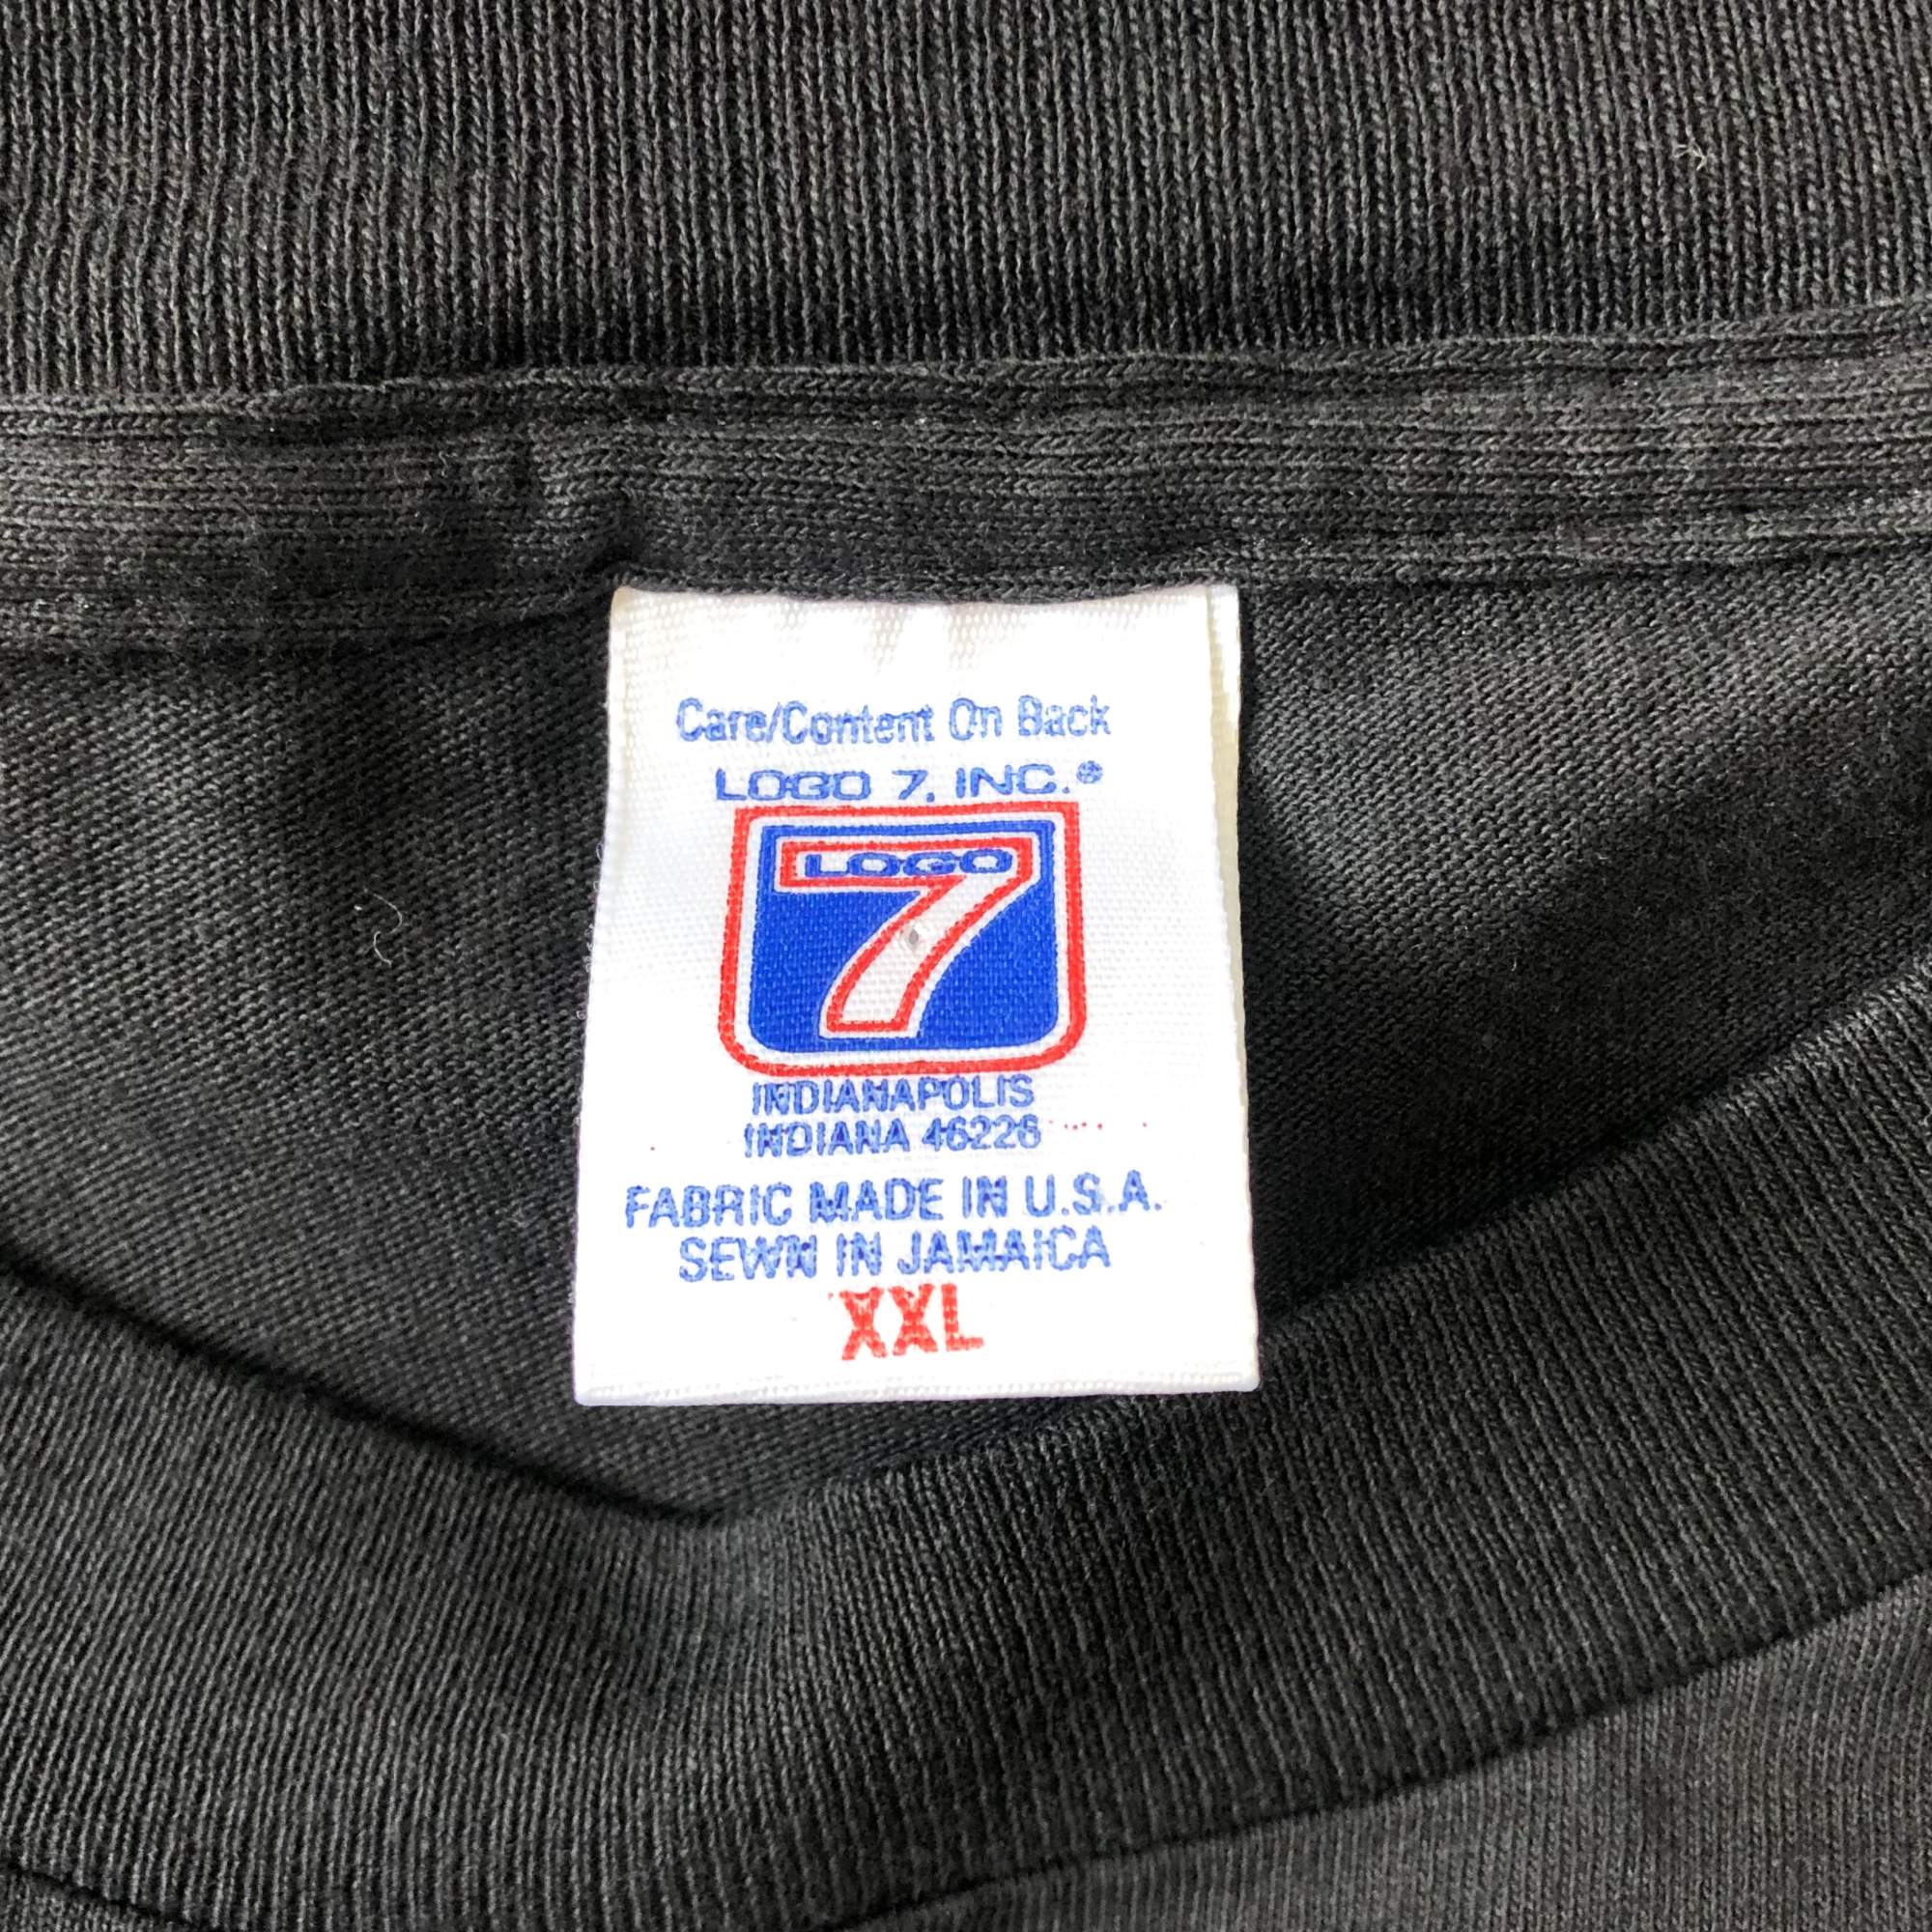 Care/Content On Back
LOGO 7, INC.®
LOGO
7
INDIANAPOLIS
INDIANA 46226
FABRIC MADE IN U.S.A.
SEWN IN JAMAICA
XXL